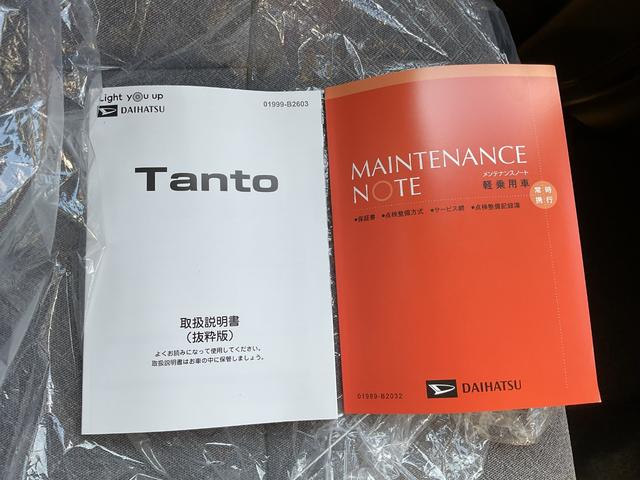 Light you up
DAIHATSU
01999-B2603
Tanto
取扱説明書
(抜粋版)
よくお読みになって使用してください。
取扱説明書はお車の中に保管しましょう。
MAINTENANCE
NOTE
メンテナンスノート
軽乗用車
常時
携行
●保証書 ●点検整備方式 ●サービス網 ●点検整備記録簿
01989-B2032
DAIHATSU